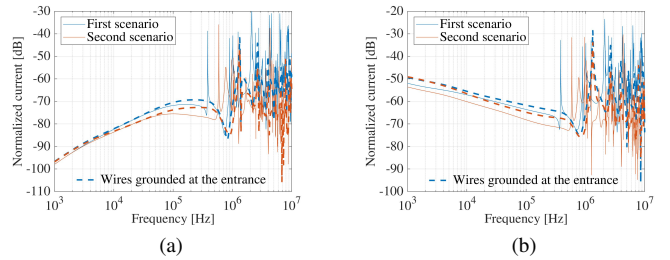 -30
-40
-50
-60
-70
-80
-90
-100
-110
Normalized current [dB]
First scenario
Second scenario
Wires grounded at the entrance
10^3
10^4
10^5
10^6
10^7
Frequency [Hz]
(a)
-20
-30
-40
-50
-60
-70
-80
-90
-100
Normalized current [dB]
First scenario
Second scenario
Wires grounded at the entrance
10^3
10^4
10^5
10^6
10^7
Frequency [Hz]
(b)